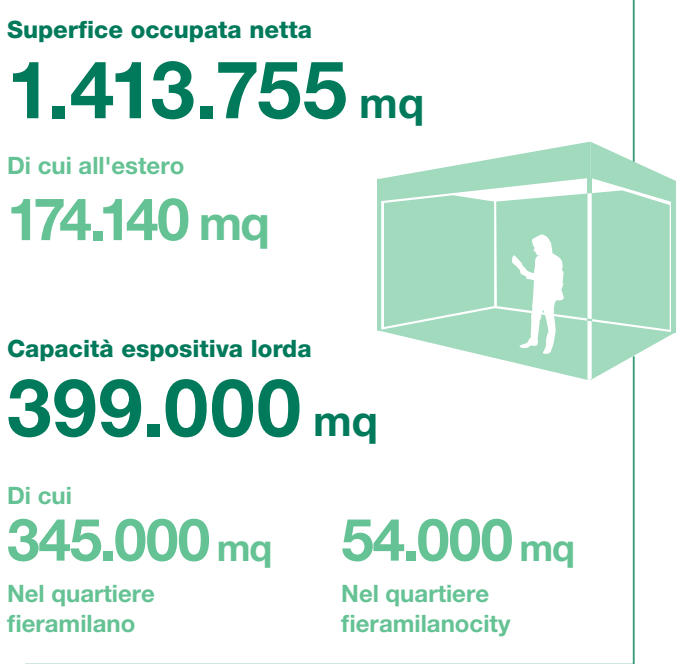 Superfice occupata netta
1.413.755 mq
Di cui all'estero
174.140 mq
Capacità espositiva lorda
399.000 mq
Di cui
345.000 mq
Nel quartiere
fieramilano
54.000 mq
Nel quartiere
fieramilanocity